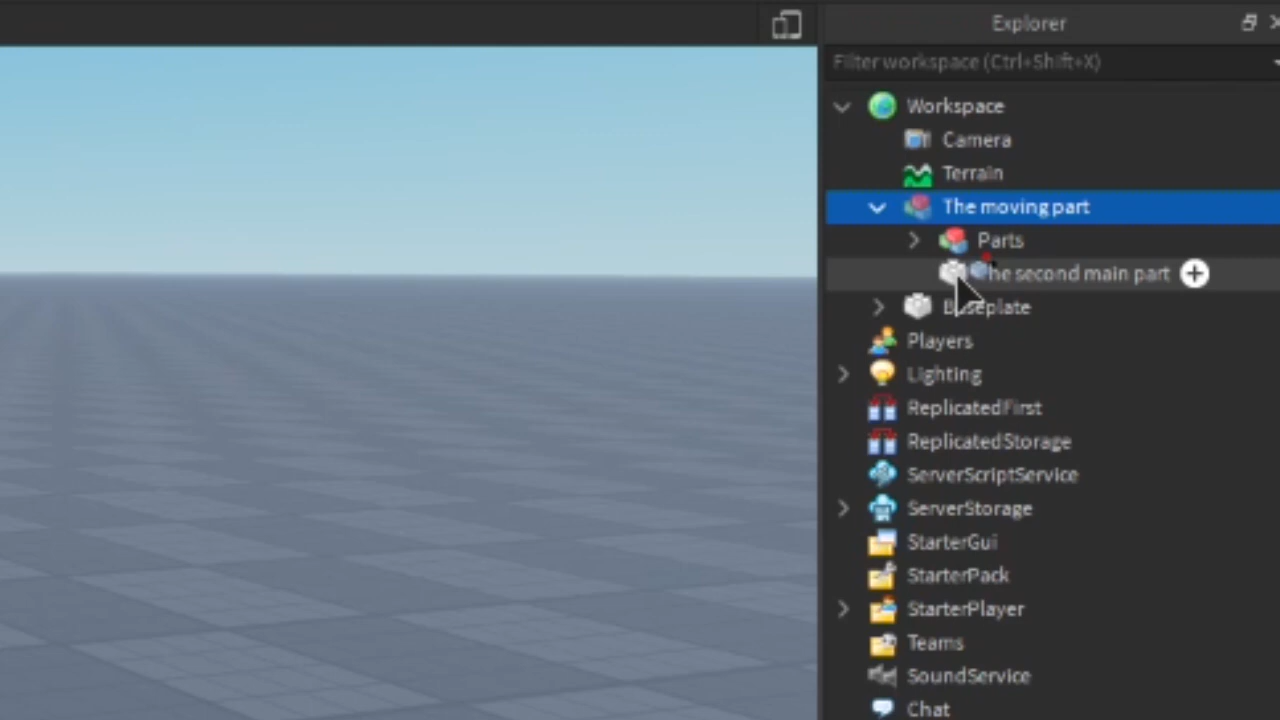 Explorer
Filter workspace (Ctrl+Shift+X)
Workspace
Camera
Terrain
The moving part
Parts
he second main part
Baseplate
Players
Lighting
ReplicatedFirst
ReplicatedStorage
ServerScriptService
ServerStorage
StarterGui
StarterPack
StarterPlayer
Teams
SoundService
Chat